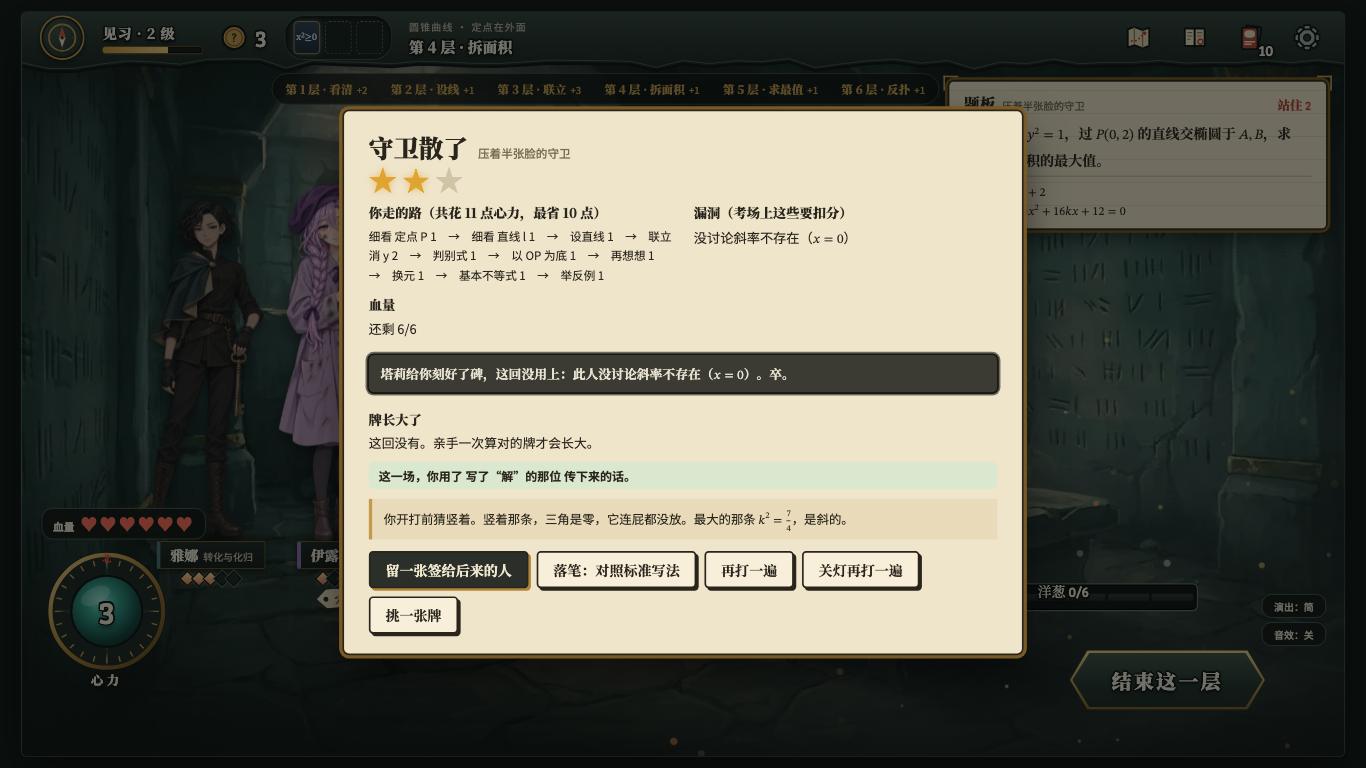 见习 · 2 级
? 3
x²≥0
圆锥曲线 · 定点在外面
第 4 层 · 拆面积
10
第 1 层 · 看清 +2 第 2 层 · 设线 +1 第 3 层 · 联立 +3 第 4 层 · 拆面积 +1 第 5 层 · 求最值 +1 第 6 层 · 反扑 +1
题板 压着半张脸的守卫 站住 2
y² = 1，过 P(0, 2) 的直线交椭圆于 A, B，求
积的最大值。
+ 2
x² + 16kx + 12 = 0
守卫散了 压着半张脸的守卫
你走的路（共花 11 点心力，最省 10 点）
细看 定点 P 1 → 细看 直线 l 1 → 设直线 1 → 联立
消 y 2 → 判别式 1 → 以 OP 为底 1 → 再想想 1
→ 换元 1 → 基本不等式 1 → 举反例 1
漏洞（考场上这些要扣分）
没讨论斜率不存在（x = 0）
血量
还剩 6/6
塔莉给你刻好了碑，这回没用上：此人没讨论斜率不存在（x = 0）。卒。
牌长大了
这回没有。亲手一次算对的牌才会长大。
这一场，你用了 写了“解”的那位 传下来的话。
你开打前猜竖着。竖着那条，三角是零，它连屁都没放。最大的那条 k² = 7/4，是斜的。
留一张签给后来的人 落笔：对照标准写法 再打一遍 关灯再打一遍
挑一张牌
血量
雅娜 转化与化归
伊露
3
心力
洋葱 0/6
演出：简
音效：关
结束这一层